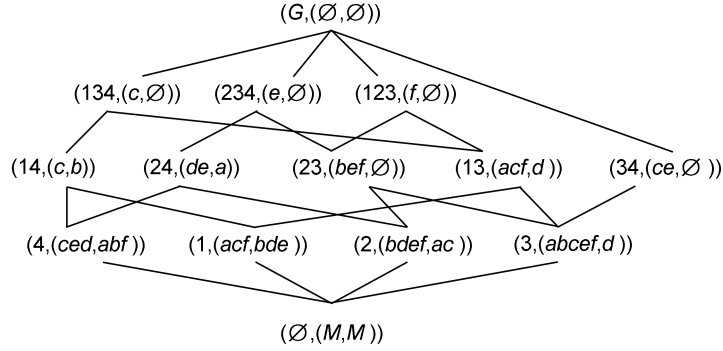 (G,(∅,∅))
(134,(c,∅)) (234,(e,∅)) (123,(f,∅))
(14,(c,b)) (24,(de,a)) (23,(bef,∅)) (13,(acf,d )) (34,(ce,∅ ))
(4,(ced,abf )) (1,(acf,bde )) (2,(bdef,ac )) (3,(abcef,d ))
(∅,(M,M ))